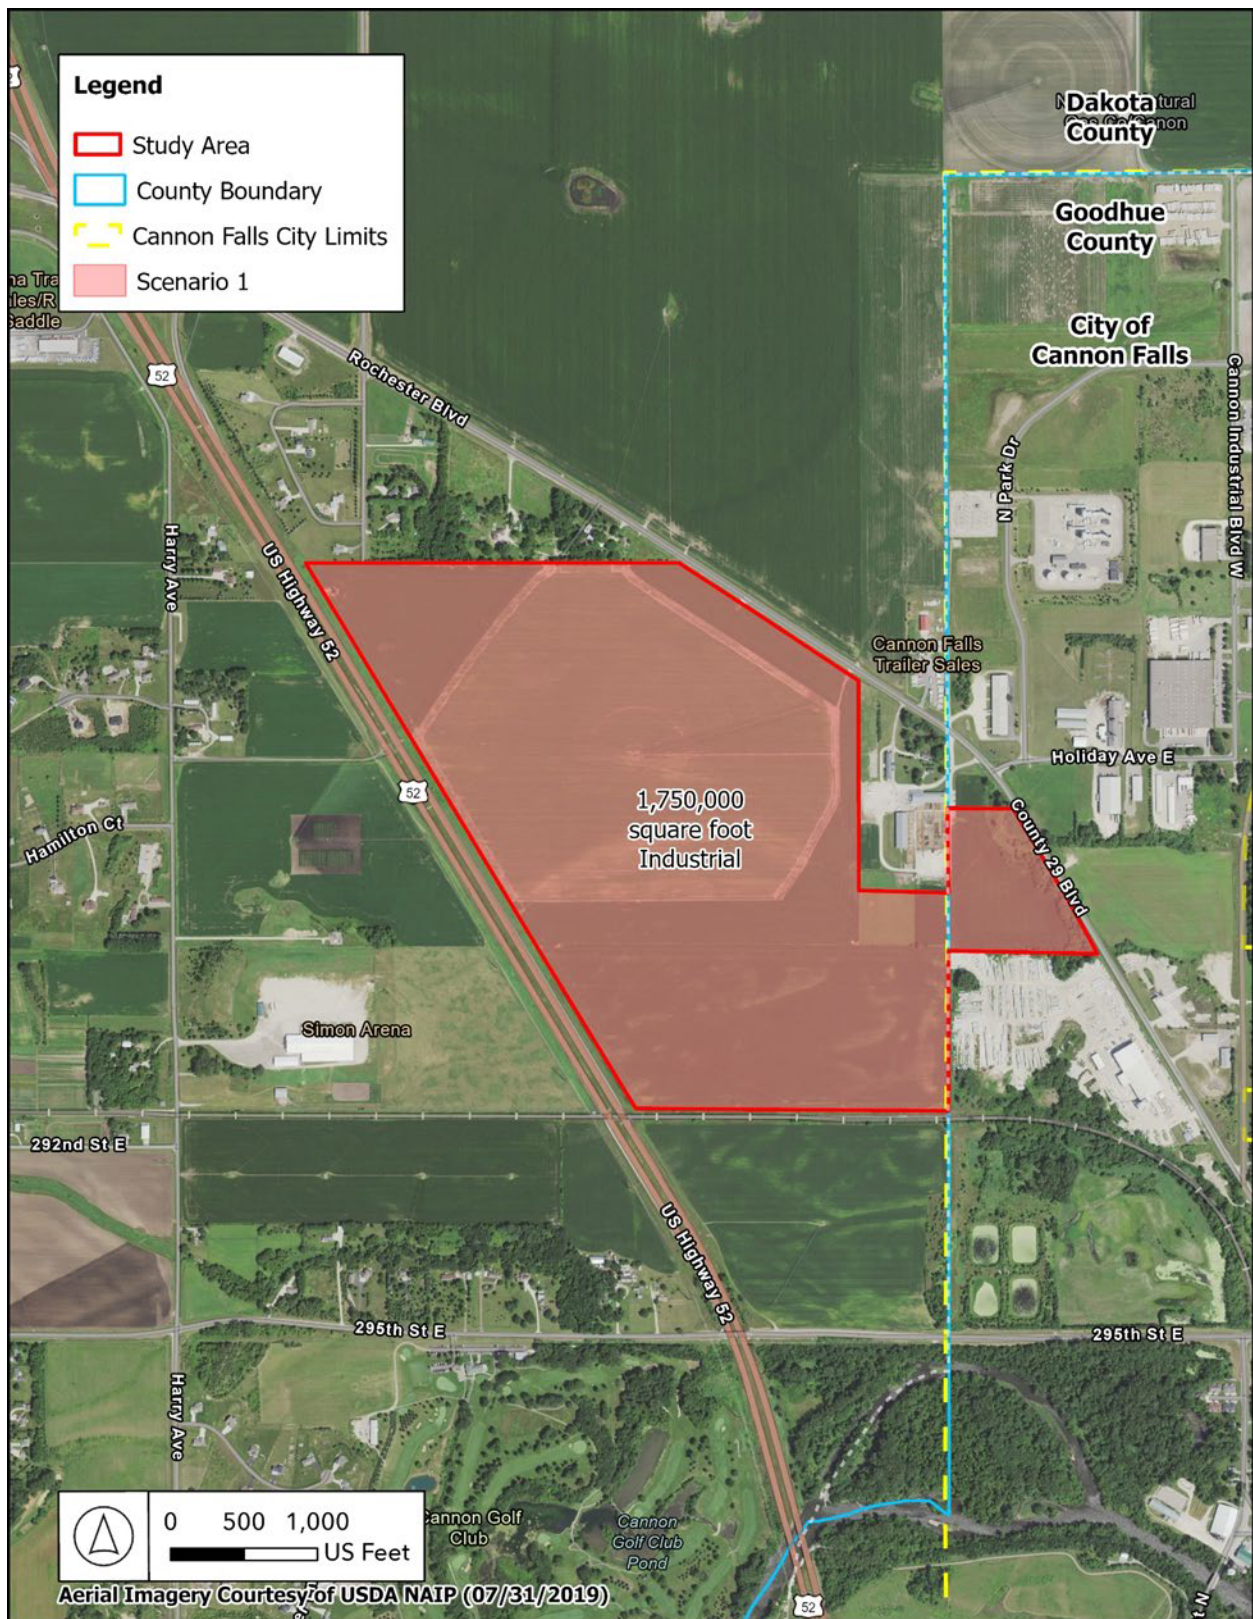 Legend
Study Area
County Boundary
Cannon Falls City Limits
Scenario 1
52
Dakota
County
Goodhue
County
City of
Cannon Falls
Saddle
52
Rochester Blvd
Cannon Industrial Blvd W
N Park Dr
Harry Ave
US Highway 52
Cannon Falls
Trailer Sales
Holiday Ave E
52
1,750,000
square foot
Industrial
County 29 Blvd
Hamilton Ct
Simon Arena
292nd St E
US Highway 52
295th St E
295th St E
Harry Ave
0 500 1,000
US Feet
Cannon Golf
Club
Cannon
Golf Club
Pond
52
Aerial Imagery Courtesy of USDA NAIP (07/31/2019)